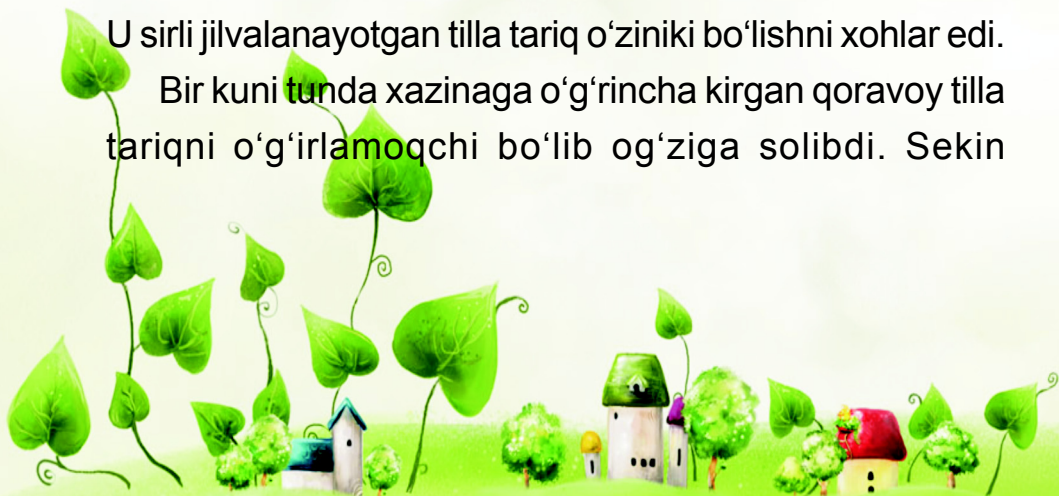 U sirli jilvalanayotgan tilla tariq o‘ziniki bo‘lishni xohlar edi.
Bir kuni tunda xazinaga o‘g‘rincha kirgan qoravoy tilla
tariqni o‘g‘irlamoqchi bo‘lib og‘ziga solibdi. Sekin